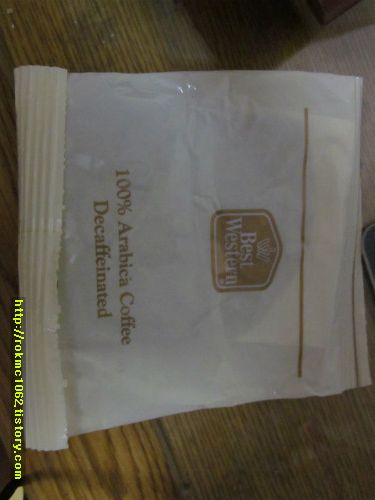 Best
Western
100% Arabica Coffee
Decaffeinated
http://rokmc1062.tistory.com